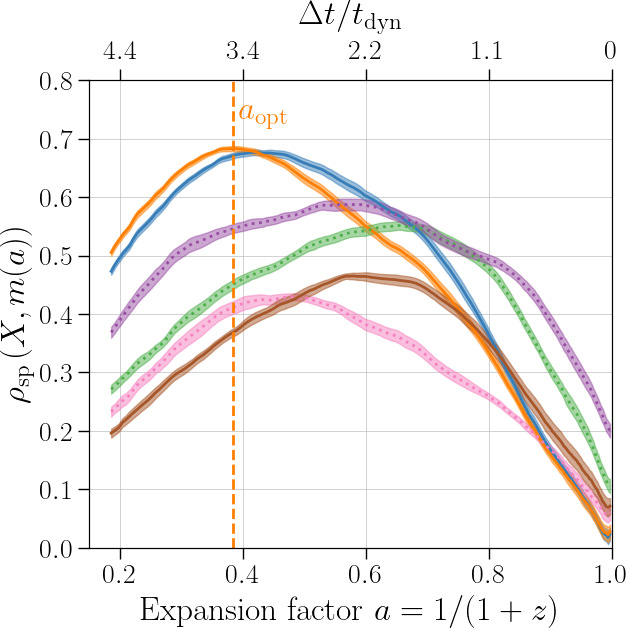 Δt/t_dyn
4.4 3.4 2.2 1.1 0
0.8
0.7
0.6
0.5
0.4
0.3
0.2
0.1
0.0
ρ_sp(X, m(a))
a_opt
0.2 0.4 0.6 0.8 1.0
Expansion factor a = 1/(1 + z)